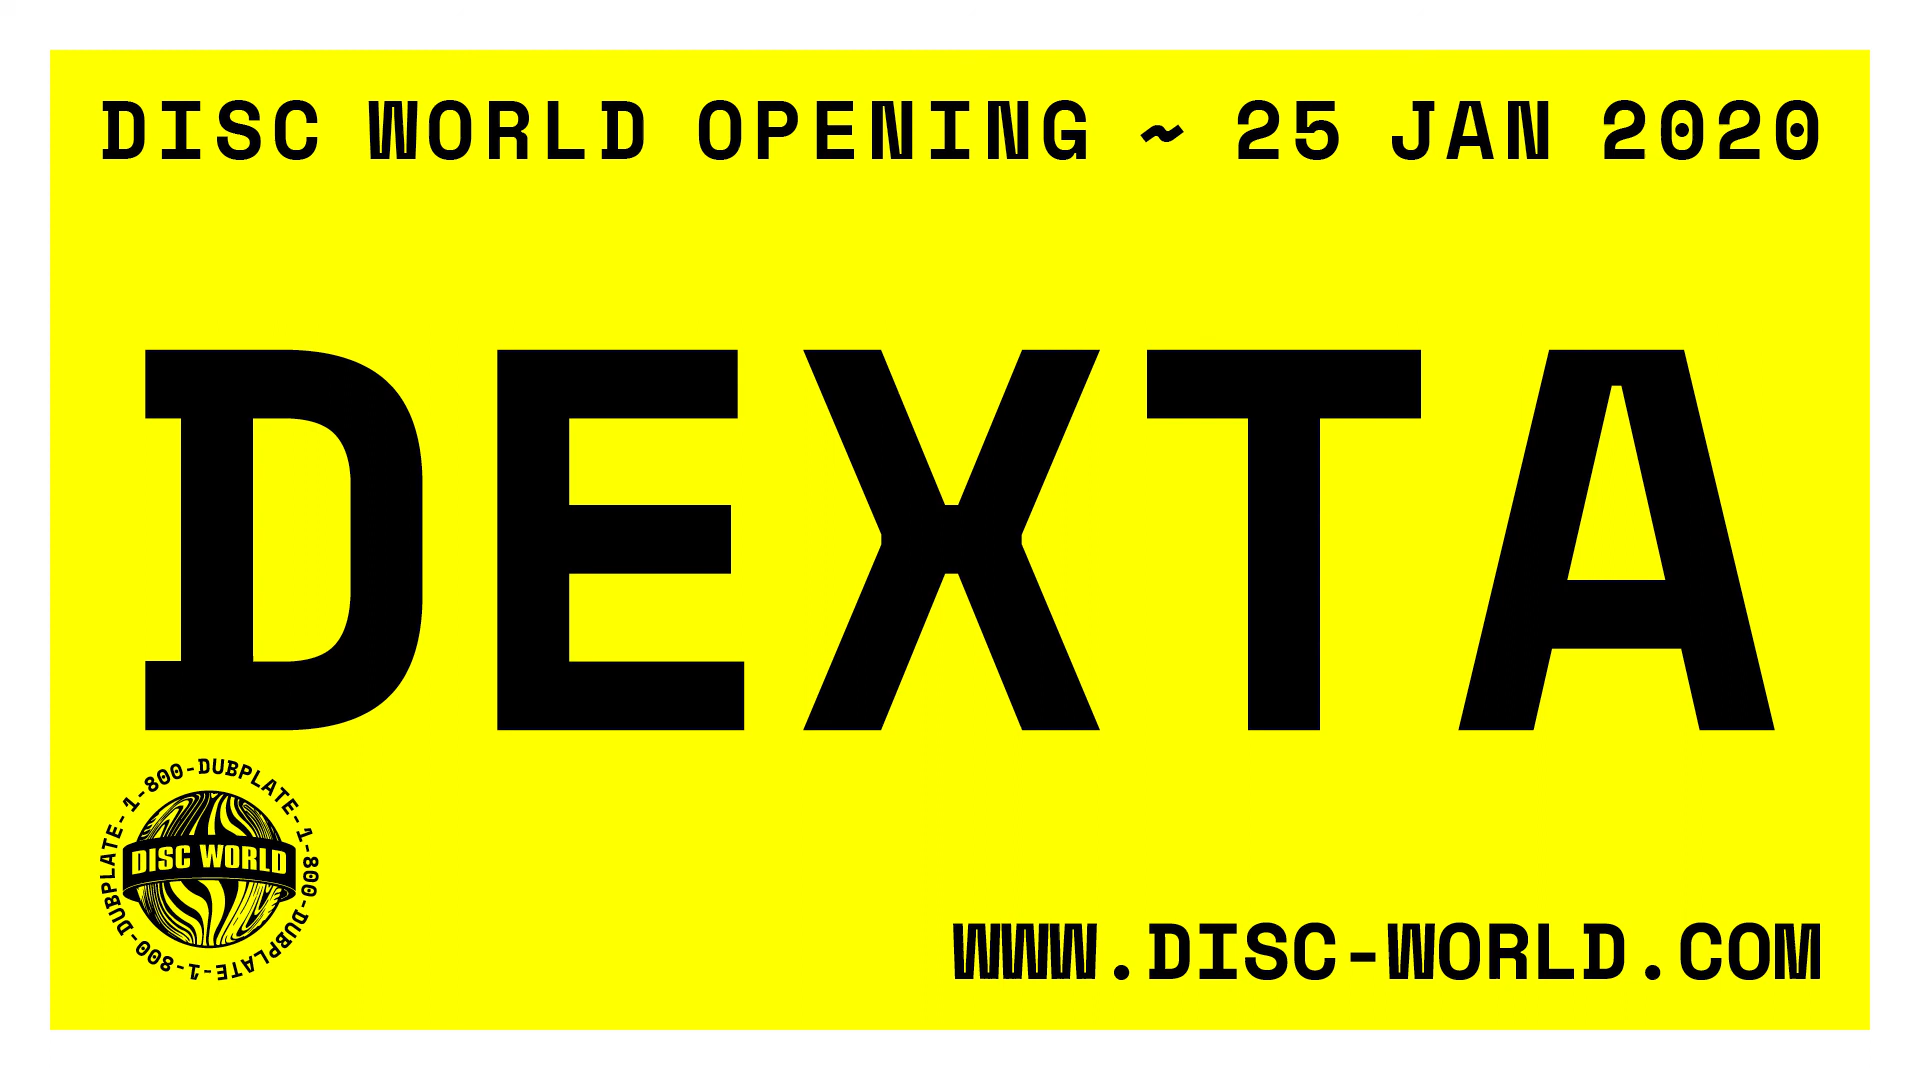 DISC WORLD OPENING ~ 25 JAN 2020
DEXTA
1-800-DUBPLATE-1-800-DUBPLATE-1-800-DUBPLATE-
DISC WORLD
WWW.DISC-WORLD.COM